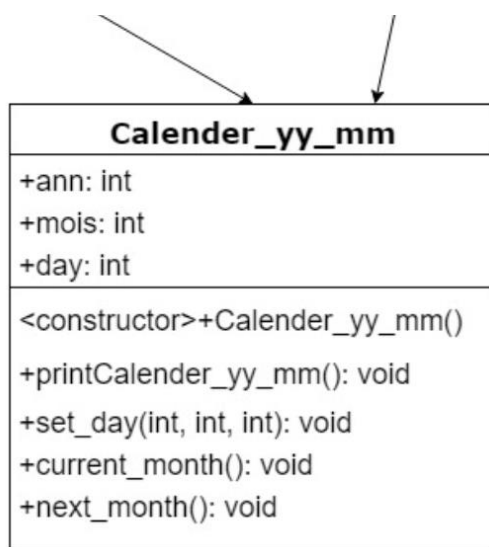 Calender_yy_mm
+ann: int
+mois: int
+day: int
<constructor>+Calender_yy_mm()
+printCalender_yy_mm(): void
+set_day(int, int, int): void
+current_month(): void
+next_month(): void